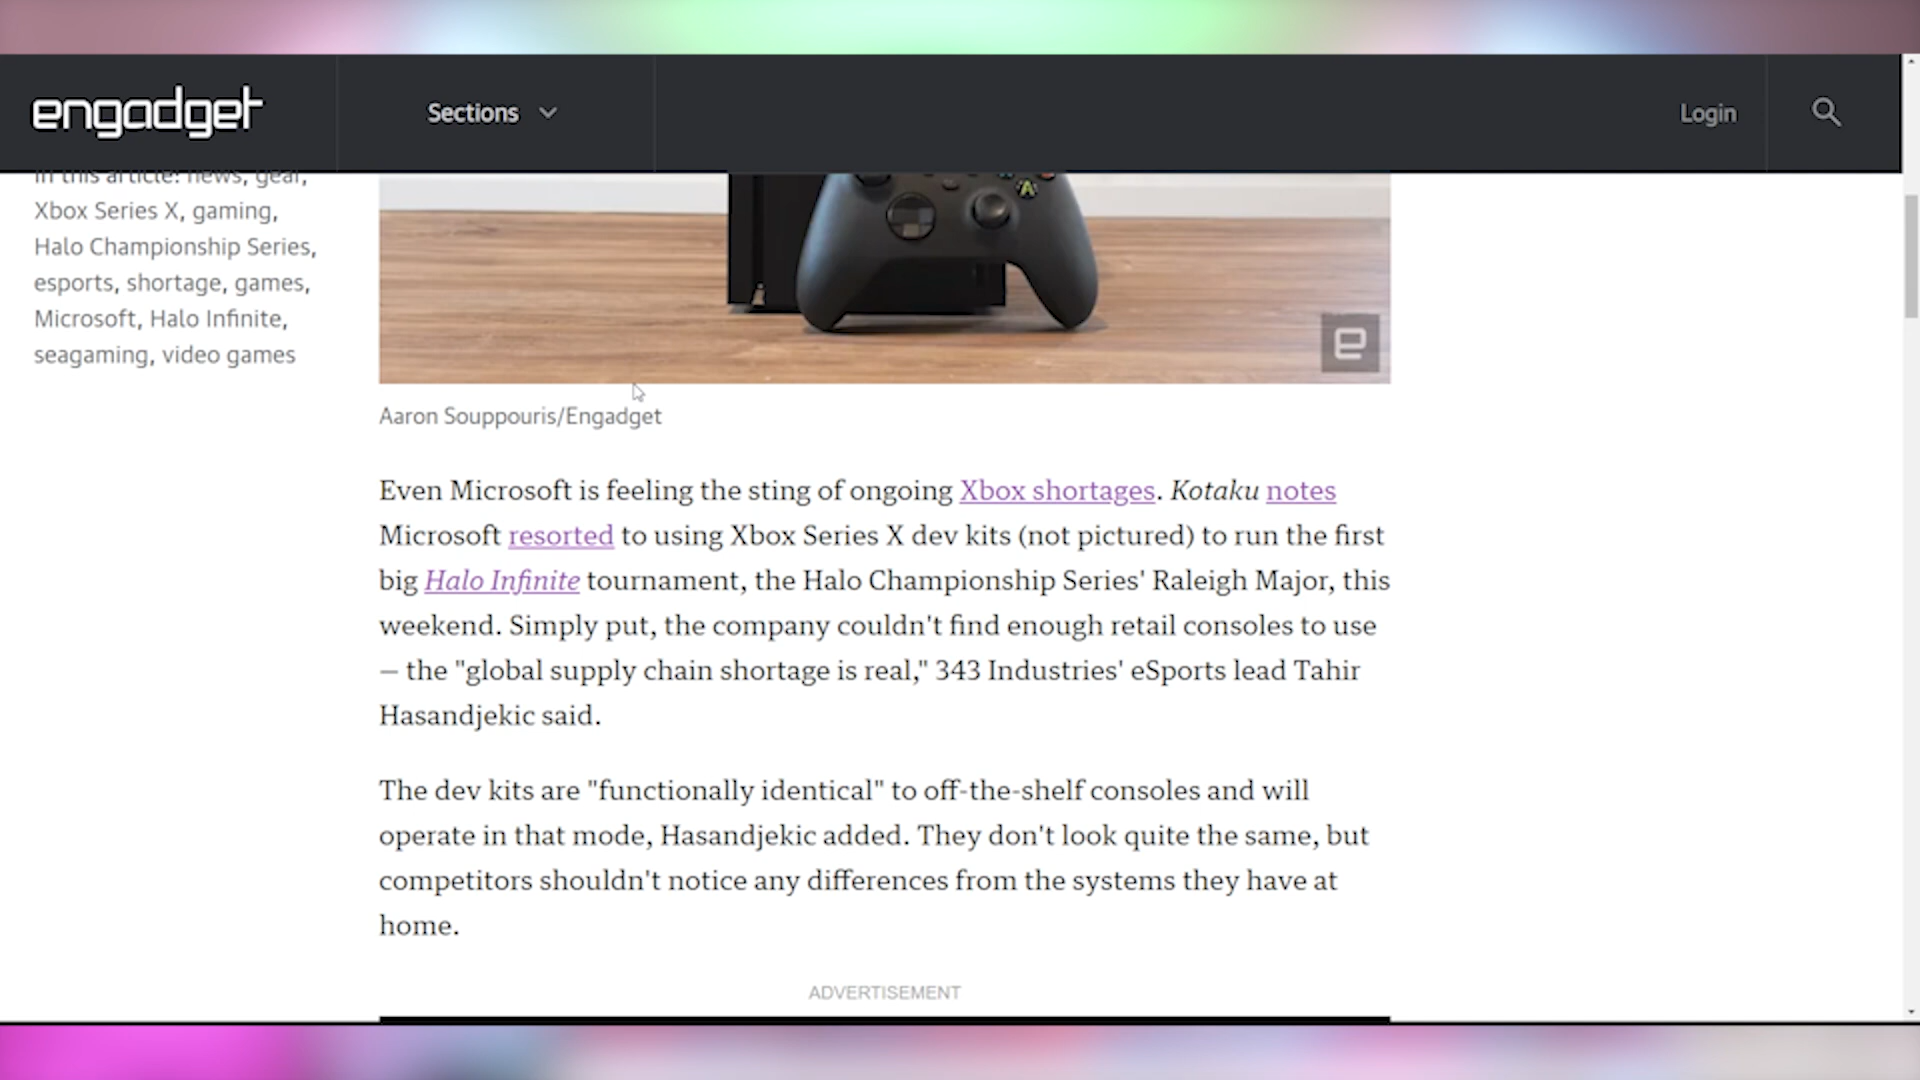 engadget
Sections
Login
In this article: news, gear,
Xbox Series X, gaming,
Halo Championship Series,
esports, shortage, games,
Microsoft, Halo Infinite,
seagaming, video games
A
e
Aaron Souppouris/Engadget
Even Microsoft is feeling the sting of ongoing Xbox shortages. Kotaku notes
Microsoft resorted to using Xbox Series X dev kits (not pictured) to run the first
big Halo Infinite tournament, the Halo Championship Series' Raleigh Major, this
weekend. Simply put, the company couldn't find enough retail consoles to use
— the "global supply chain shortage is real," 343 Industries' eSports lead Tahir
Hasandjekic said.
The dev kits are "functionally identical" to off-the-shelf consoles and will
operate in that mode, Hasandjekic added. They don't look quite the same, but
competitors shouldn't notice any differences from the systems they have at
home.
ADVERTISEMENT